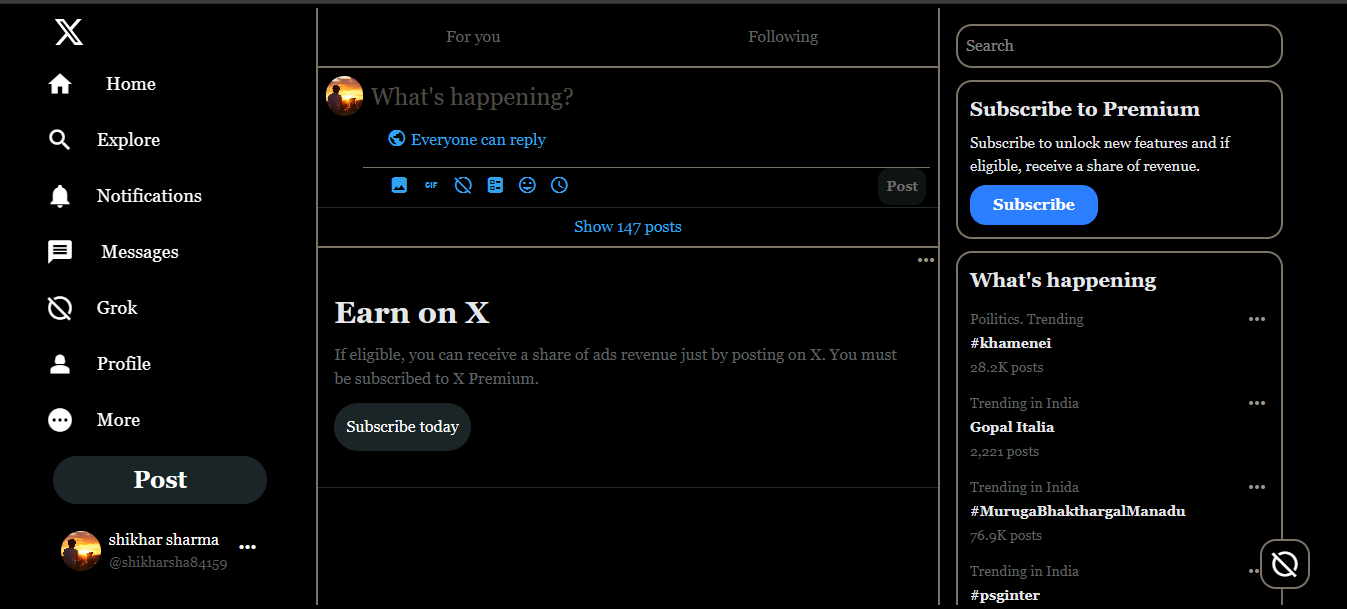 X
Home
Explore
Notifications
Messages
Grok
Profile
More
Post
shikhar sharma
@shikharsha84159
For you
Following
What's happening?
Everyone can reply
GIF
Post
Show 147 posts
Earn on X
If eligible, you can receive a share of ads revenue just by posting on X. You must
be subscribed to X Premium.
Subscribe today
Search
Subscribe to Premium
Subscribe to unlock new features and if
eligible, receive a share of revenue.
Subscribe
What's happening
Poilitics. Trending
#khamenei
28.2K posts
Trending in India
Gopal Italia
2,221 posts
Trending in Inida
#MurugaBhakthargalManadu
76.9K posts
Trending in India
#psginter